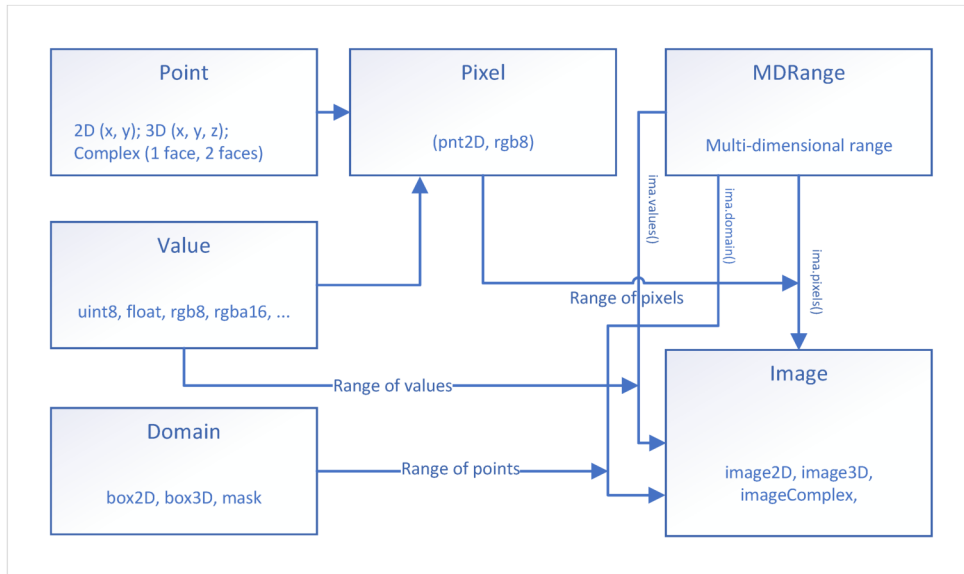 Point
2D (x, y); 3D (x, y, z);
Complex (1 face, 2 faces)
Pixel
(pnt2D, rgb8)
MDRange
Multi-dimensional range
ima.values()
ima.domain()
ima.pixels()
Value
uint8, float, rgb8, rgba16, ...
Range of pixels
Range of values
Domain
box2D, box3D, mask
Range of points
Image
image2D, image3D,
imageComplex,